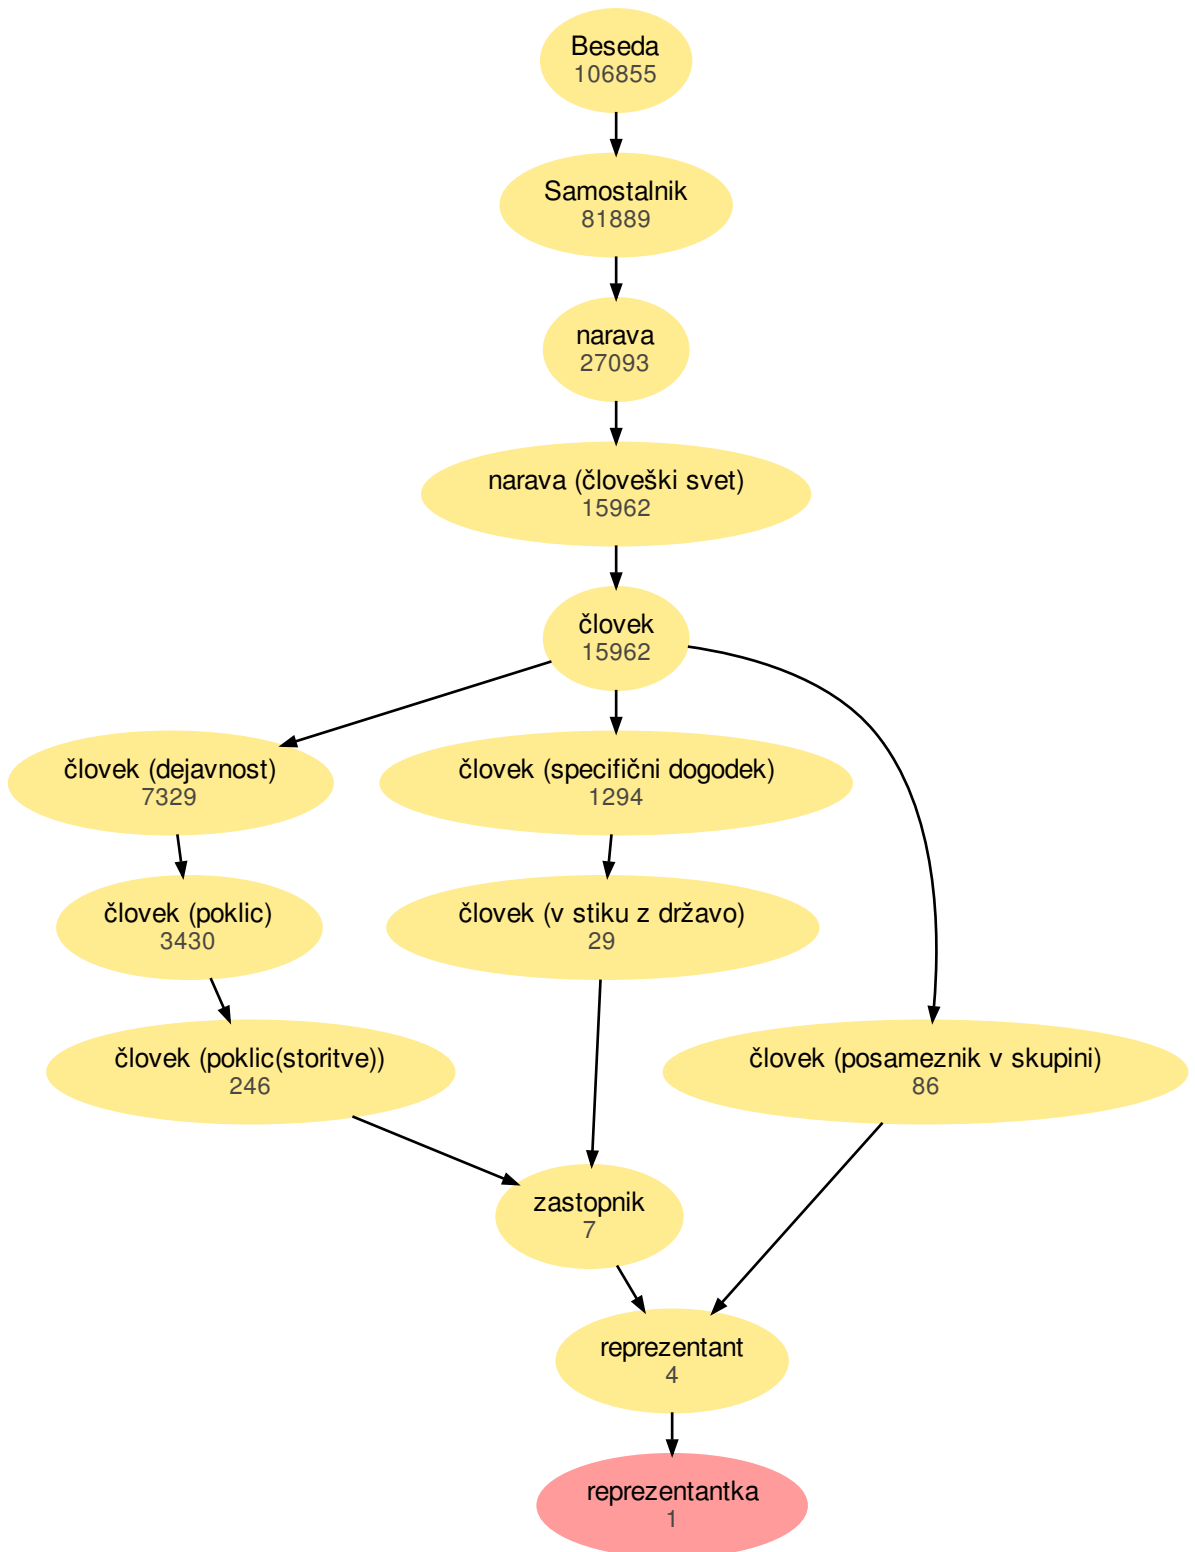 Beseda
106855
Samostalnik
81889
narava
27093
narava (človeški svet)
15962
človek
15962
človek (dejavnost)
7329
človek (specifični dogodek)
1294
človek (poklic)
3430
človek (v stiku z državo)
29
človek (poklic(storitve))
246
človek (posameznik v skupini)
86
zastopnik
7
reprezentant
4
reprezentantka
1